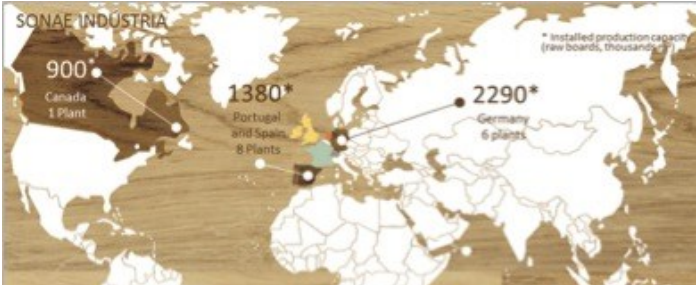 SONAE INDÚSTRIA
* Installed production capacity
(raw boards, thousands
900*
Canada
1 Plant
1380*
Portugal
and Spain
8 Plants
2290*
Germany
6 plants